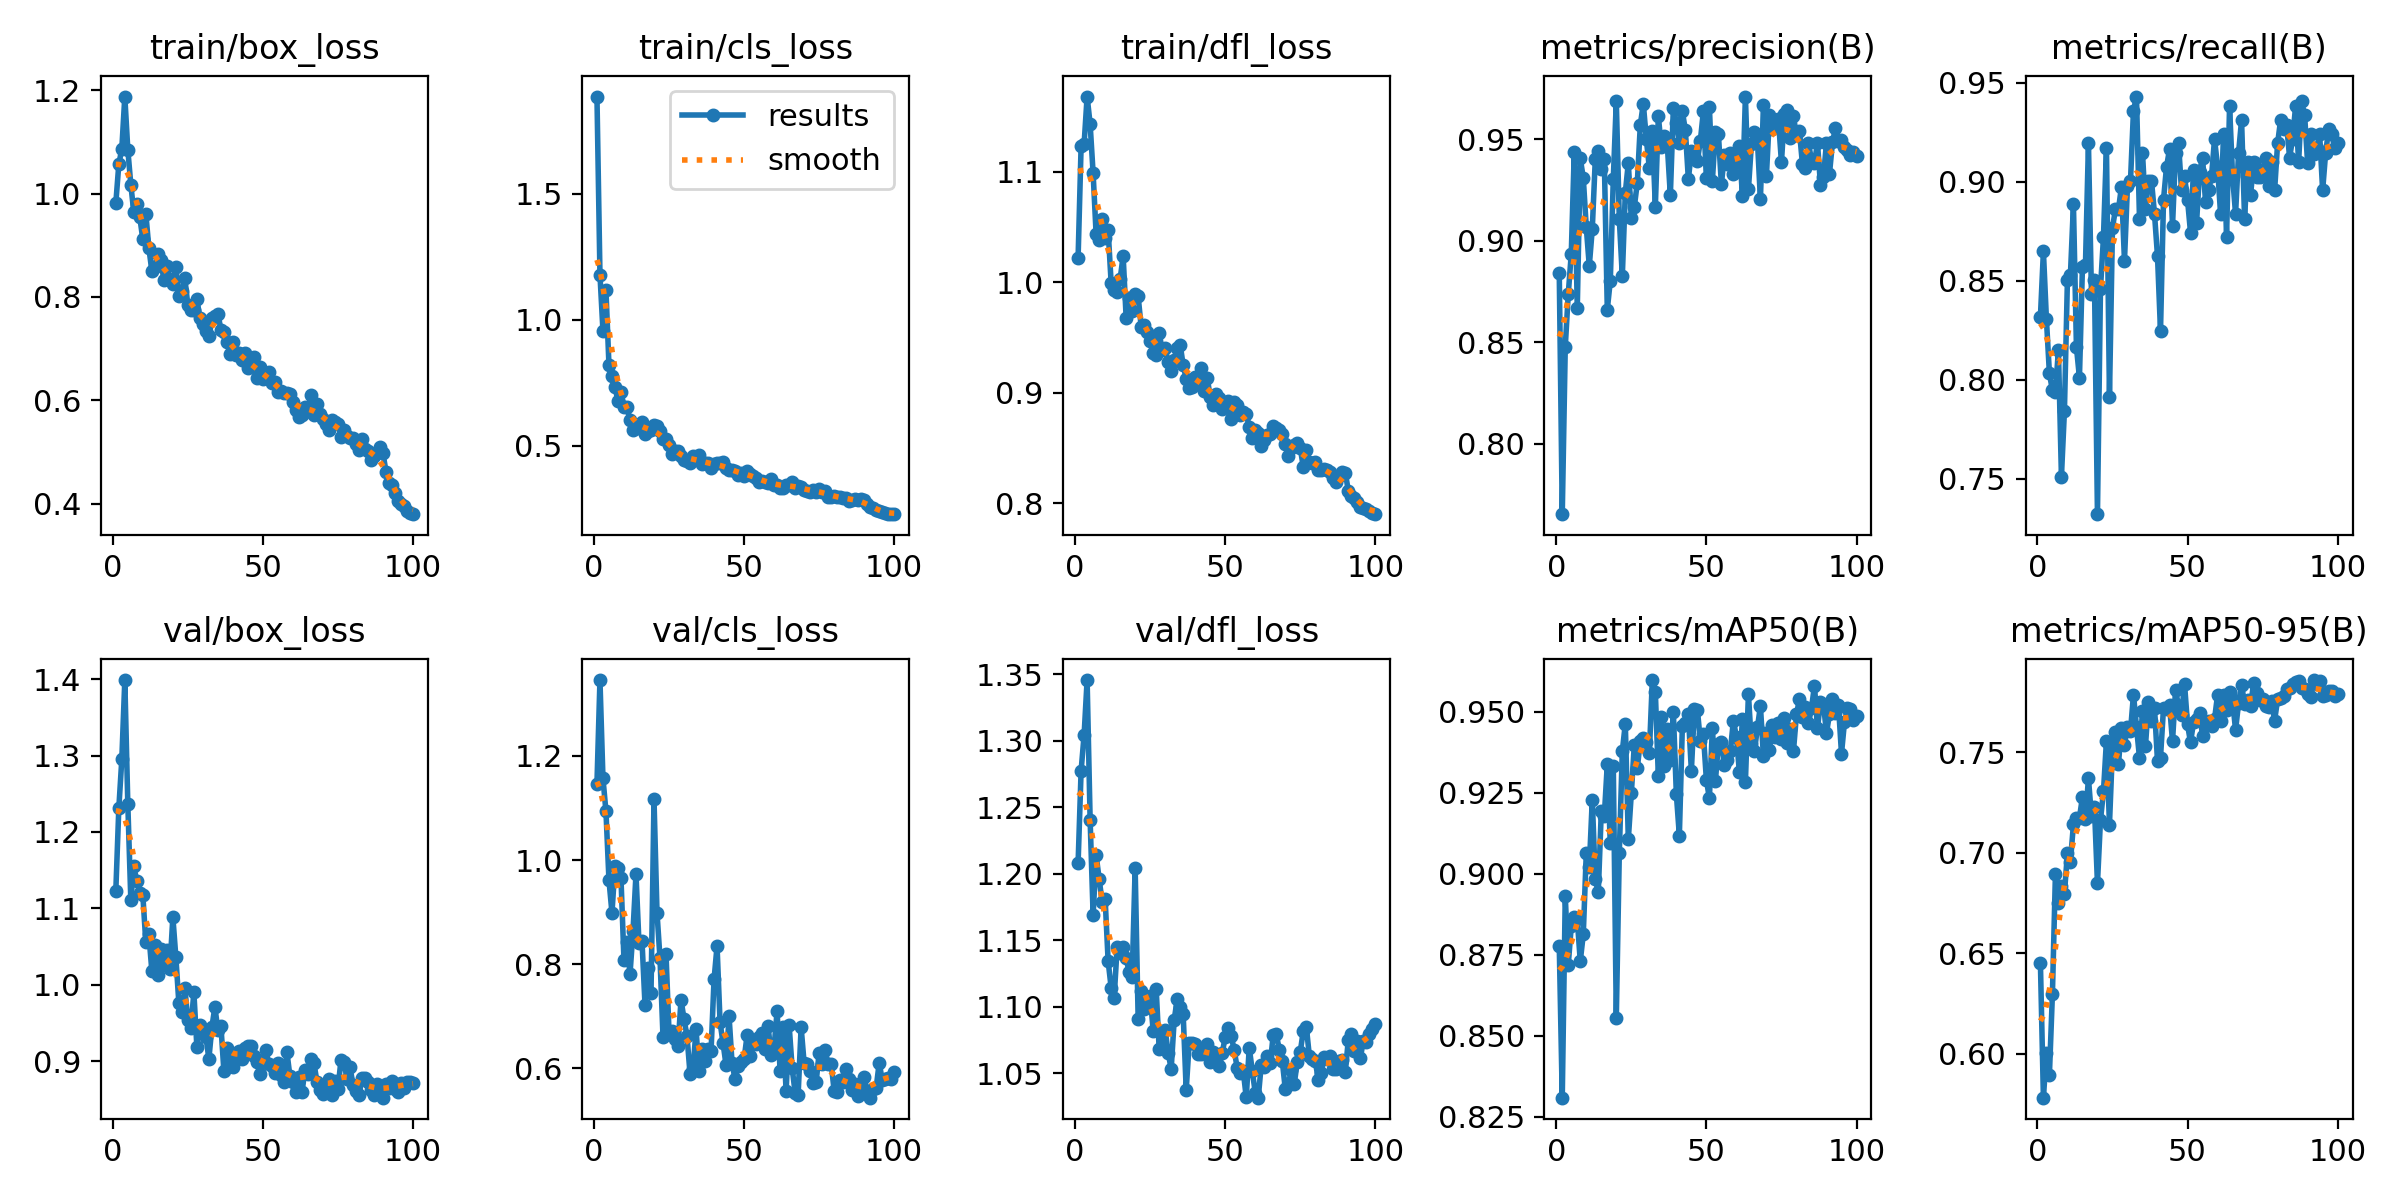 train/box_loss
1.2
1.0
0.8
0.6
0.4
0 50 100
train/cls_loss
results
smooth
1.5
1.0
0.5
0 50 100
train/dfl_loss
1.1
1.0
0.9
0.8
0 50 100
metrics/precision(B)
0.95
0.90
0.85
0.80
0 50 100
metrics/recall(B)
0.95
0.90
0.85
0.80
0.75
0 50 100
val/box_loss
1.4
1.3
1.2
1.1
1.0
0.9
0 50 100
val/cls_loss
1.2
1.0
0.8
0.6
0 50 100
val/dfl_loss
1.35
1.30
1.25
1.20
1.15
1.10
1.05
0 50 100
metrics/mAP50(B)
0.950
0.925
0.900
0.875
0.850
0.825
0 50 100
metrics/mAP50-95(B)
0.75
0.70
0.65
0.60
0 50 100